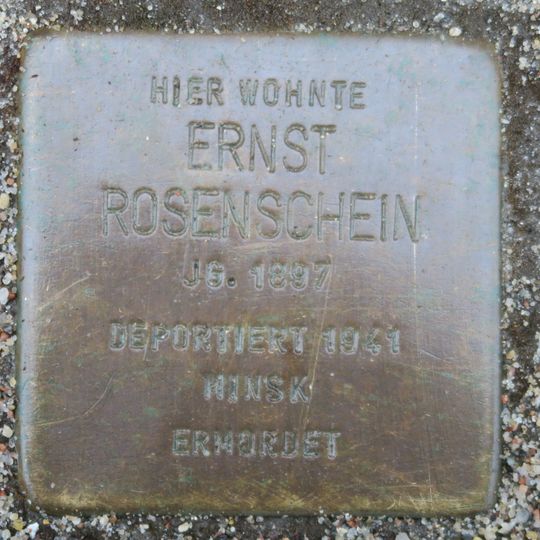 HIER WOHNTE
ERNST
ROSENSCHEIN
JG. 1897
DEPORTIERT 1941
MINSK
ERMORDET